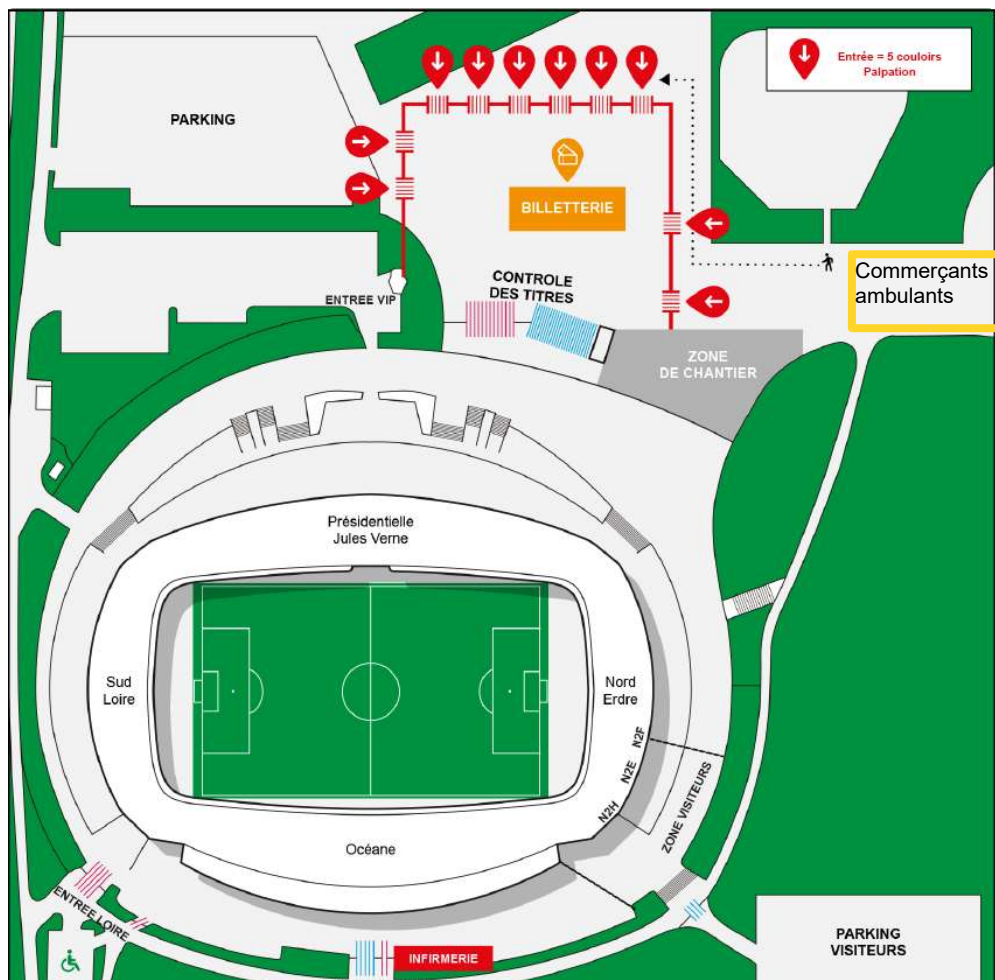 Entrée = 5 couloirs
Palpation
PARKING
BILLETTERIE
Commerçants
ambulants
CONTROLE
DES TITRES
ENTREE VIP
ZONE
DE CHANTIER
Présidentielle
Jules Verne
Sud
Loire
Nord
Erdre
N2F
N2E
N2H
ZONE VISITEURS
Océane
ENTREE LOIRE
INFIRMERIE
PARKING
VISITEURS